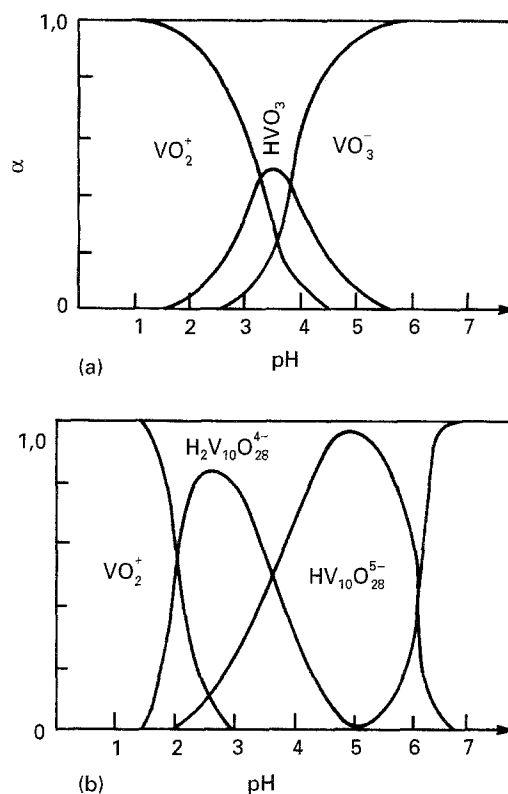 1,0
α
0
VO₂⁺
HVO₃
VO₃⁻
1 2 3 4 5 6 7
pH
(a)
1,0
0
H₂V₁₀O₂₈⁴⁻
VO₂⁺
HV₁₀O₂₈⁵⁻
1 2 3 4 5 6 7
pH
(b)